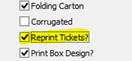 Folding Carton
Corrugated
Reprint Tickets?
Print Box Design?